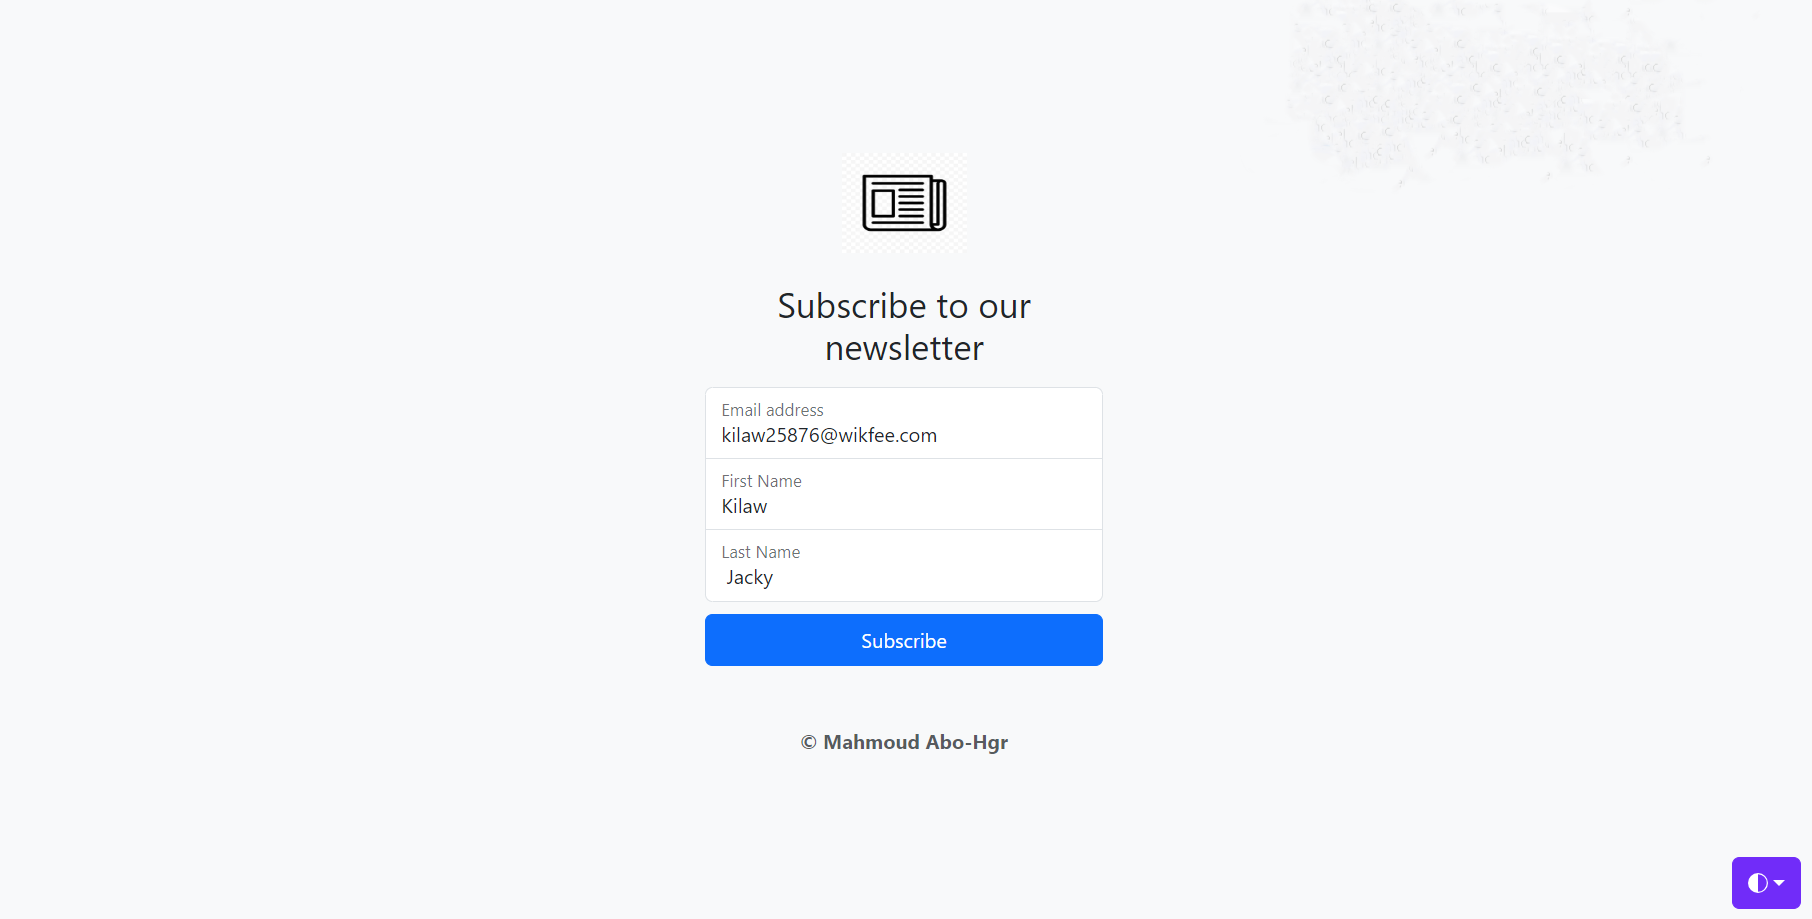 Subscribe to our
newsletter
Email address
kilaw25876@wikfee.com
First Name
Kilaw
Last Name
Jacky
Subscribe
© Mahmoud Abo-Hgr